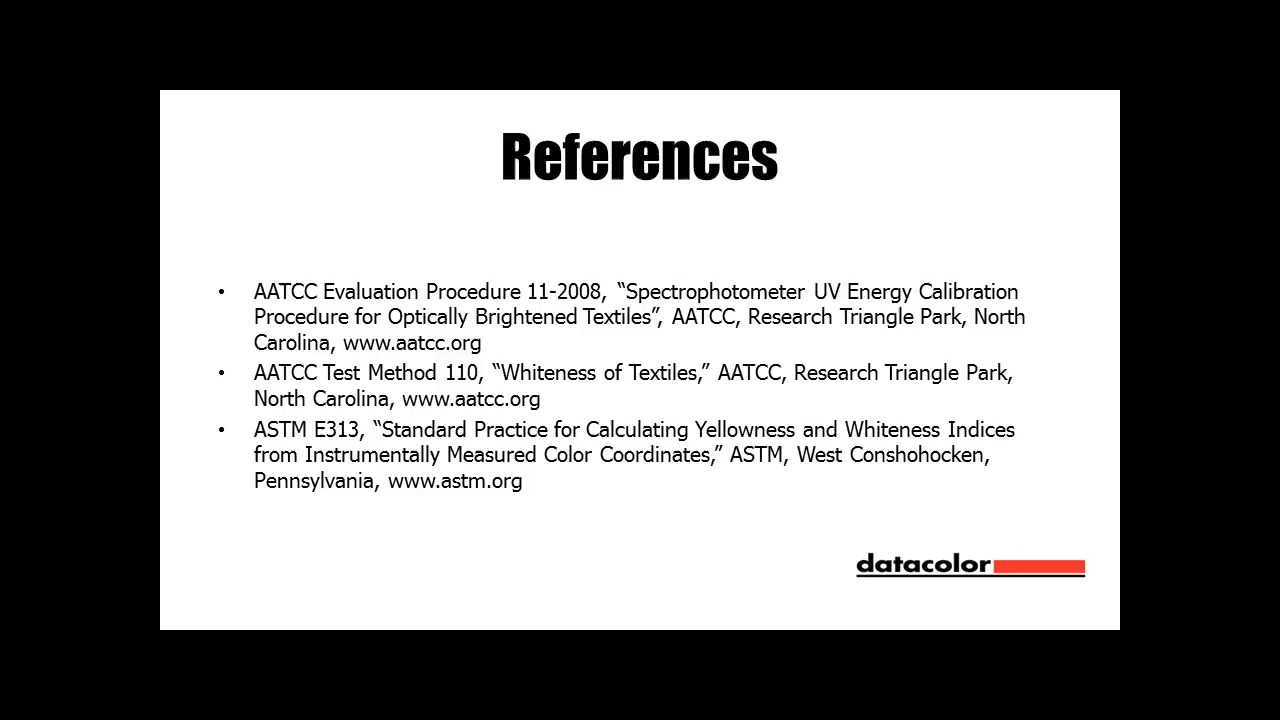 References
• AATCC Evaluation Procedure 11-2008, “Spectrophotometer UV Energy Calibration
Procedure for Optically Brightened Textiles”, AATCC, Research Triangle Park, North
Carolina, www.aatcc.org
• AATCC Test Method 110, “Whiteness of Textiles,” AATCC, Research Triangle Park,
North Carolina, www.aatcc.org
• ASTM E313, “Standard Practice for Calculating Yellowness and Whiteness Indices
from Instrumentally Measured Color Coordinates,” ASTM, West Conshohocken,
Pennsylvania, www.astm.org
datacolor